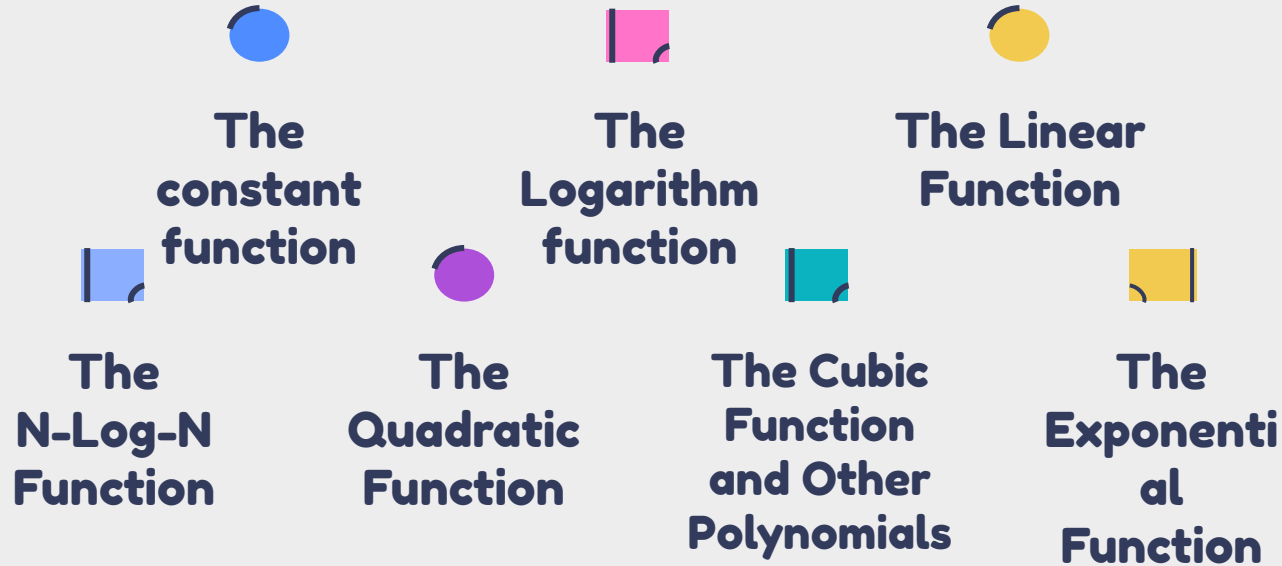 The
constant
function
The
Logarithm
function
The Linear
Function
The
N-Log-N
Function
The
Quadratic
Function
The Cubic
Function
and Other
Polynomials
The
Exponenti
al
Function